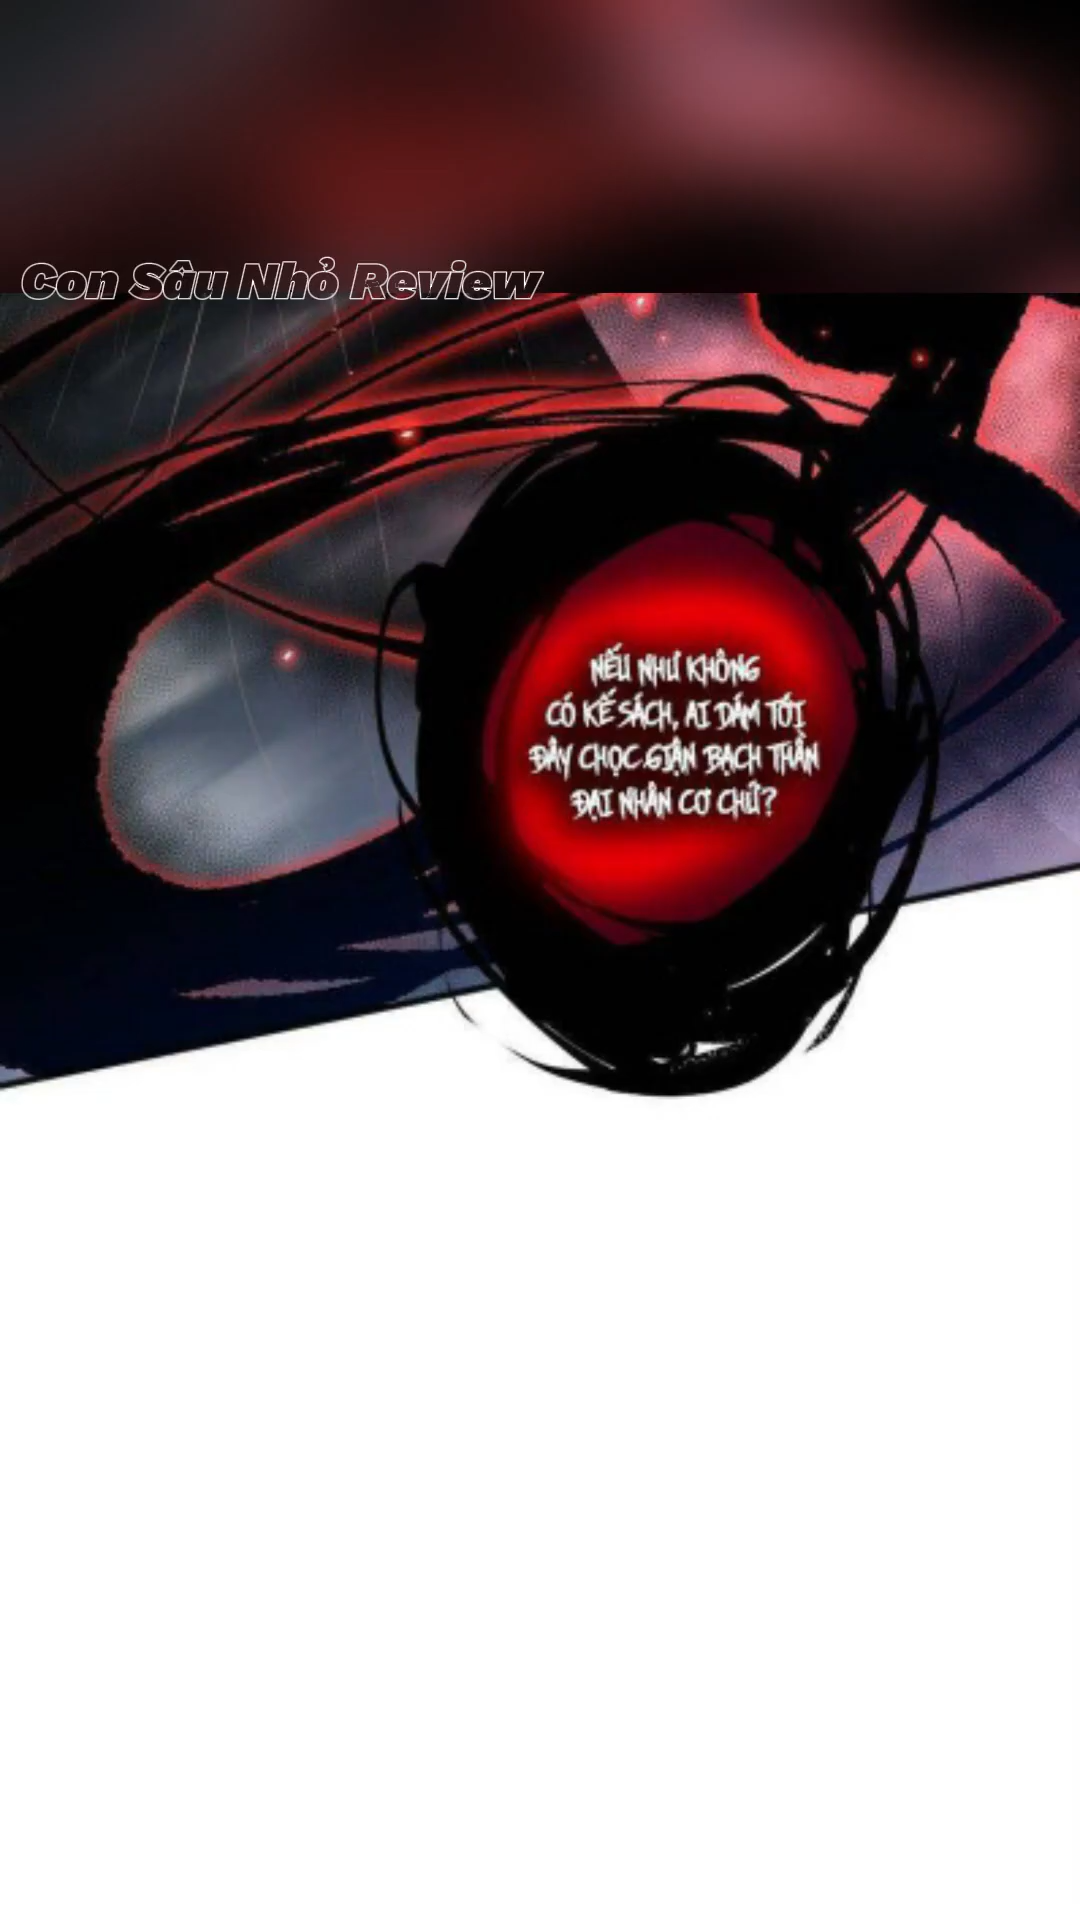 Con Sâu Nhỏ Review
NẾU NHƯ KHÔNG
CÓ KẾ SÁCH, AI DÁM TỚI
ĐÂY CHỌC GIẬN BẠCH THẦN
ĐẠI NHÂN CƠ CHỨ?